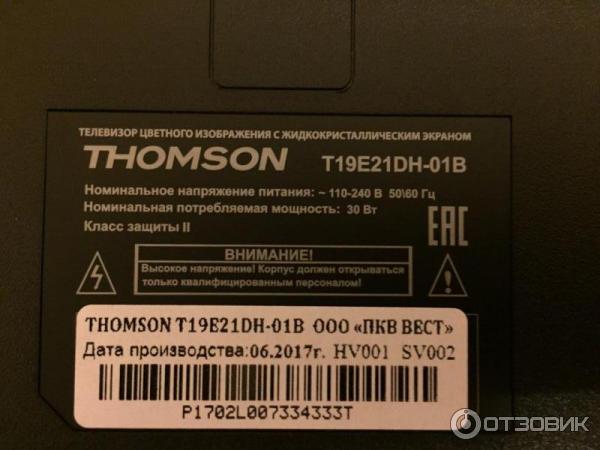 ТЕЛЕВИЗОР ЦВЕТНОГО ИЗОБРАЖЕНИЯ С ЖИДКОКРИСТАЛЛИЧЕСКИМ ЭКРАНОМ
THOMSON T19E21DH-01B
Номинальное напряжение питания: ~ 110-240 В 50\60 Гц
Номинальная потребляемая мощность: 30 Вт
Класс защиты II
EAC
ВНИМАНИЕ!
Высокое напряжение! Корпус должен открываться
только квалифицированным персоналом!
THOMSON T19E21DH-01B ООО «ПКВ ВЕСТ»
Дата производства:06.2017г. HV001 SV002
P1702L007334333T
ОТЗОВИК